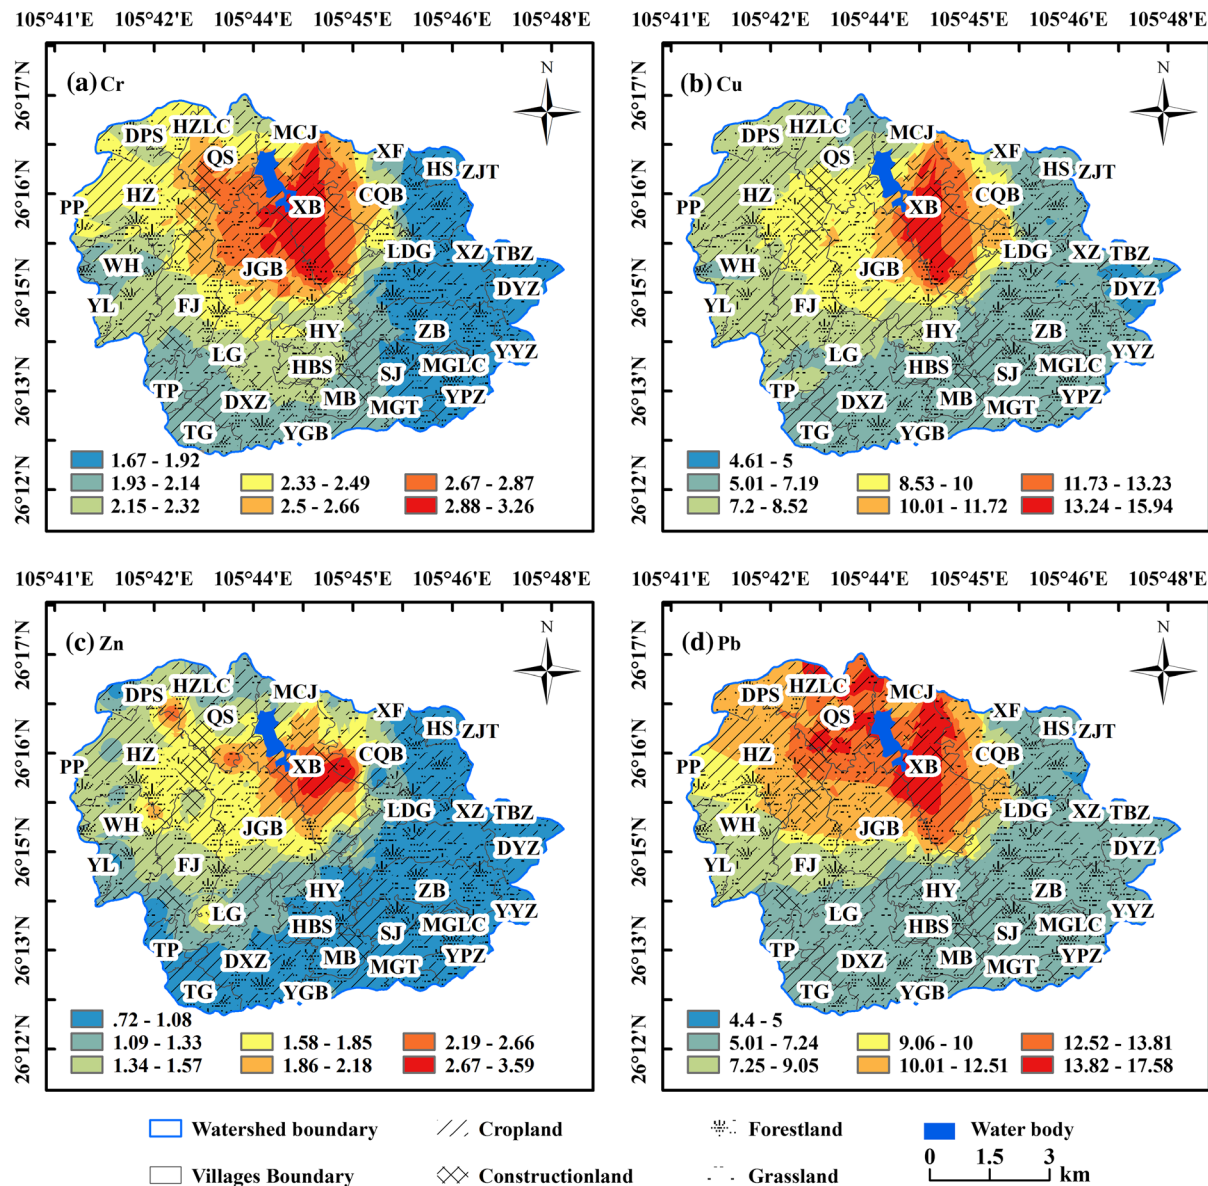 105°41'E 105°42'E 105°44'E 105°45'E 105°46'E 105°48'E
26°17'N
26°16'N
26°15'N
26°13'N
26°12'N
(a) Cr
N
DPS HZLC MCJ
QS XF HS ZJT
HZ CQB
PP XB
WH JGB LDG XZ TBZ
YL FJ DYZ
HY ZB
LG YYZ
HBS SJ MGLC
TP DXZ MB MGT YPZ
TG YGB
1.67 - 1.92
1.93 - 2.14 2.33 - 2.49 2.67 - 2.87
2.15 - 2.32 2.5 - 2.66 2.88 - 3.26
105°41'E 105°42'E 105°44'E 105°45'E 105°46'E 105°48'E
26°17'N
26°16'N
26°15'N
26°13'N
26°12'N
(b) Cu
N
DPS HZLC MCJ
QS XF HS ZJT
HZ CQB
PP XB
WH JGB LDG XZ TBZ
YL FJ DYZ
HY ZB
LG YYZ
HBS SJ MGLC
TP DXZ MB MGT YPZ
TG YGB
4.61 - 5
5.01 - 7.19 8.53 - 10 11.73 - 13.23
7.2 - 8.52 10.01 - 11.72 13.24 - 15.94
105°41'E 105°42'E 105°44'E 105°45'E 105°46'E 105°48'E
26°17'N
26°16'N
26°15'N
26°13'N
26°12'N
(c) Zn
N
DPS HZLC MCJ
QS XF HS ZJT
HZ CQB
PP XB
WH JGB LDG XZ TBZ
YL FJ DYZ
HY ZB
LG YYZ
HBS SJ MGLC
TP DXZ MB MGT YPZ
TG YGB
.72 - 1.08
1.09 - 1.33 1.58 - 1.85 2.19 - 2.66
1.34 - 1.57 1.86 - 2.18 2.67 - 3.59
105°41'E 105°42'E 105°44'E 105°45'E 105°46'E 105°48'E
26°17'N
26°16'N
26°15'N
26°13'N
26°12'N
(d) Pb
N
DPS HZLC MCJ
QS XF HS ZJT
HZ CQB
PP XB
WH JGB LDG XZ TBZ
YL FJ DYZ
HY ZB
LG YYZ
HBS SJ MGLC
TP DXZ MB MGT YPZ
TG YGB
4.4 - 5
5.01 - 7.24 9.06 - 10 12.52 - 13.81
7.25 - 9.05 10.01 - 12.51 13.82 - 17.58
Watershed boundary Cropland Forestland Water body
Villages Boundary Constructionland Grassland 0 1.5 3 km